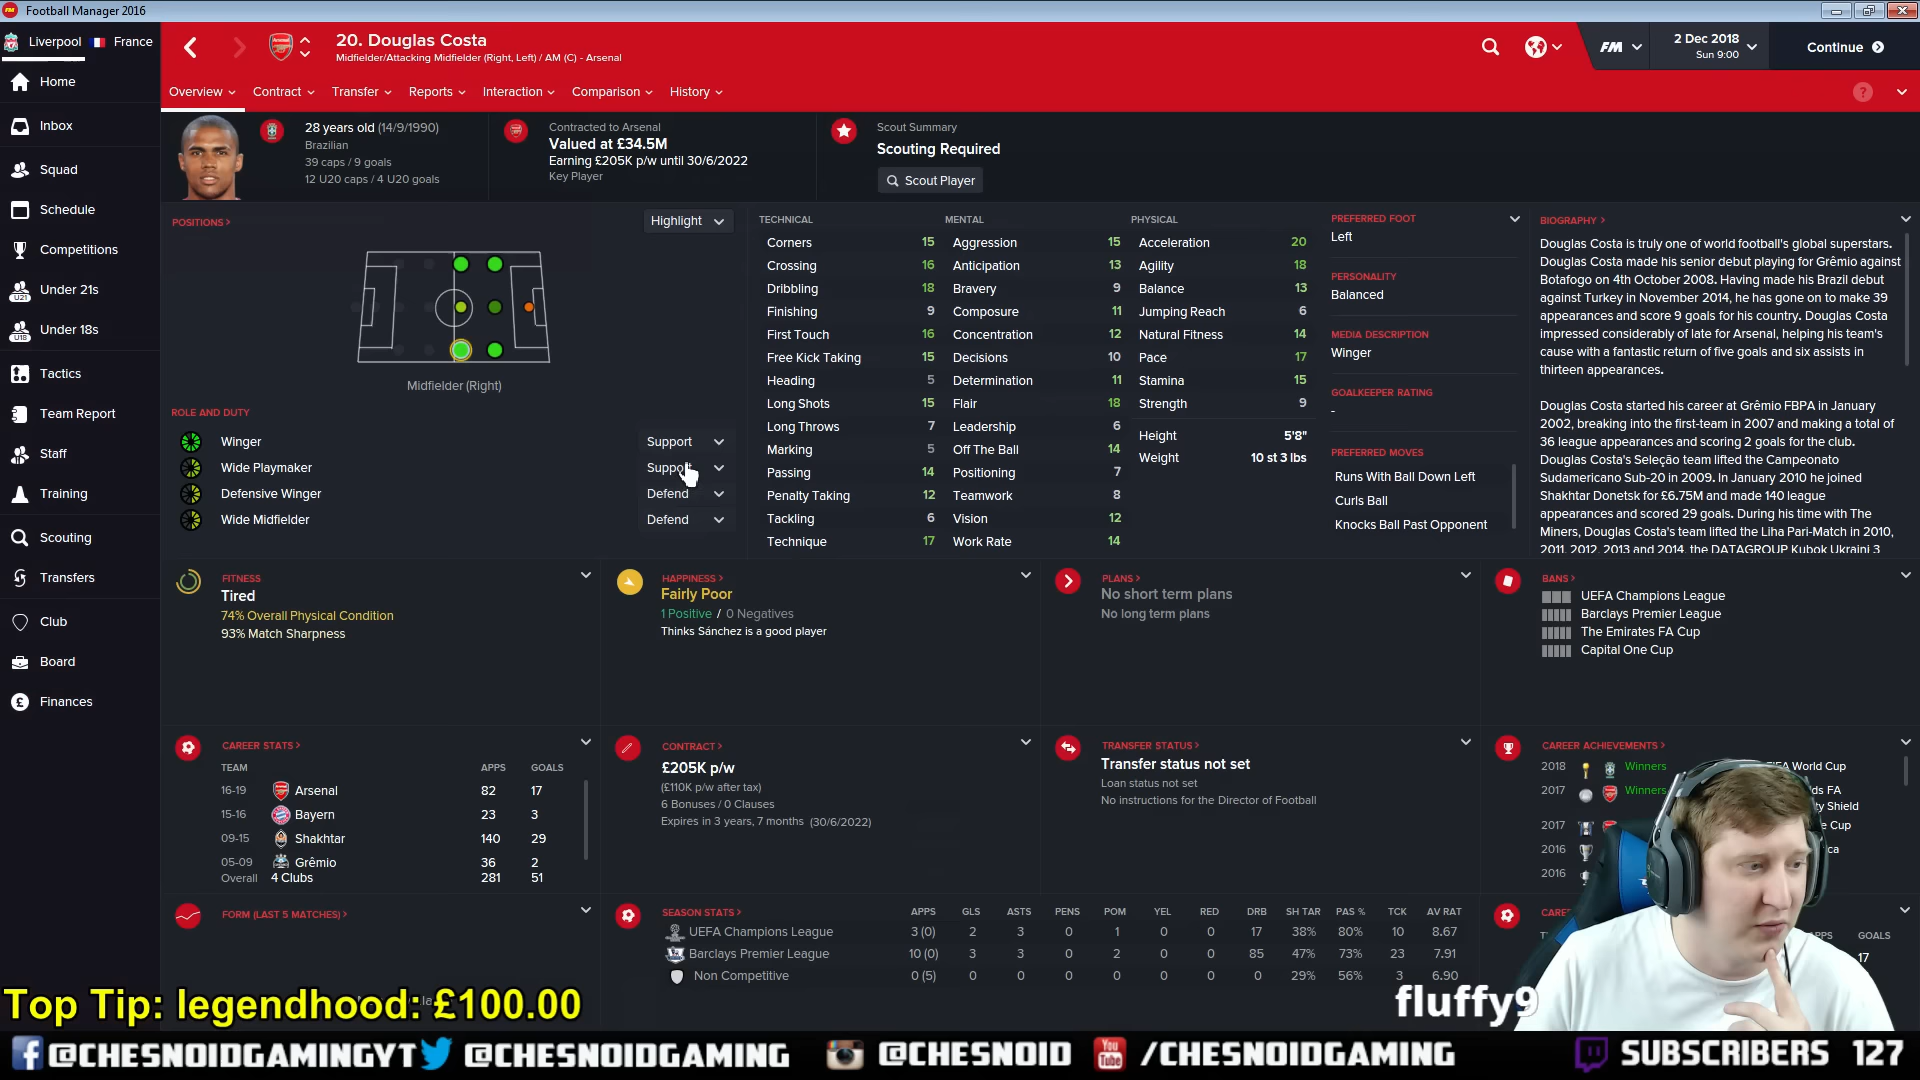 Football Manager 2016
Liverpool France
20. Douglas Costa
Midfielder/Attacking Midfielder (Right, Left) / AM (C) - Arsenal
FM
2 Dec 2018
Sun 9:00
Continue
Overview Contract Transfer Reports Interaction Comparison History
?
Home
Inbox
Squad
Schedule
Competitions
U21 Under 21s
U18 Under 18s
Tactics
Team Report
Staff
Training
Scouting
Transfers
Club
Board
Finances
28 years old (14/9/1990)
Brazilian
39 caps / 9 goals
12 U20 caps / 4 U20 goals
Contracted to Arsenal
Valued at £34.5M
Earning £205K p/w until 30/6/2022
Key Player
Scout Summary
Scouting Required
Scout Player
POSITIONS >
Highlight
Midfielder (Right)
ROLE AND DUTY
Winger Support
Wide Playmaker Support
Defensive Winger Defend
Wide Midfielder Defend
TECHNICAL
Corners 15
Crossing 16
Dribbling 18
Finishing 9
First Touch 16
Free Kick Taking 15
Heading 5
Long Shots 15
Long Throws 7
Marking 5
Passing 14
Penalty Taking 12
Tackling 6
Technique 17
MENTAL
Aggression 15
Anticipation 13
Bravery 9
Composure 11
Concentration 12
Decisions 10
Determination 11
Flair 18
Leadership 6
Off The Ball 14
Positioning 7
Teamwork 8
Vision 12
Work Rate 14
PHYSICAL
Acceleration 20
Agility 18
Balance 13
Jumping Reach 6
Natural Fitness 14
Pace 17
Stamina 15
Strength 9
Height 5'8"
Weight 10 st 3 lbs
PREFERRED FOOT
Left
PERSONALITY
Balanced
MEDIA DESCRIPTION
Winger
GOALKEEPER RATING
-
PREFERRED MOVES
Runs With Ball Down Left
Curls Ball
Knocks Ball Past Opponent
BIOGRAPHY >
Douglas Costa is truly one of world football's global superstars.
Douglas Costa made his senior debut playing for Grêmio against
Botafogo on 4th October 2008. Having made his Brazil debut
against Turkey in November 2014, he has gone on to make 39
appearances and score 9 goals for his country. Douglas Costa
impressed considerably of late for Arsenal, helping his team's
cause with a fantastic return of five goals and six assists in
thirteen appearances.
Douglas Costa started his career at Grêmio FBPA in January
2002, breaking into the first-team in 2007 and making a total of
36 league appearances and scoring 2 goals for the club.
Douglas Costa's Seleção team lifted the Campeonato
Sudamericano Sub-20 in 2009. In January 2010 he joined
Shakhtar Donetsk for £6.75M and made 140 league
appearances and scored 29 goals. During his time with The
Miners, Douglas Costa's team lifted the Liha Pari-Match in 2010,
2011, 2012, 2013 and 2014, the DATAGROUP Kubok Ukraini 3
FITNESS
Tired
74% Overall Physical Condition
93% Match Sharpness
HAPPINESS >
Fairly Poor
1 Positive / 0 Negatives
Thinks Sánchez is a good player
PLANS >
No short term plans
No long term plans
BANS >
UEFA Champions League
Barclays Premier League
The Emirates FA Cup
Capital One Cup
CAREER STATS >
TEAM APPS GOALS
16-19 Arsenal 82 17
15-16 Bayern 23 3
09-15 Shakhtar 140 29
05-09 Grêmio 36 2
Overall 4 Clubs 281 51
CONTRACT >
£205K p/w
(£110K p/w after tax)
6 Bonuses / 0 Clauses
Expires in 3 years, 7 months (30/6/2022)
TRANSFER STATUS >
Transfer status not set
Loan status not set
No instructions for the Director of Football
CAREER ACHIEVEMENTS >
2018 Winners FIFA World Cup
2017 Winners
2017
2016
2016
FORM (LAST 5 MATCHES) >
SEASON STATS > APPS GLS ASTS PENS POM YEL RED DRB SH TAR PAS % TCK AV RAT
UEFA Champions League 3 (0) 2 3 0 1 0 0 17 38% 80% 10 8.67
Barclays Premier League 10 (0) 3 3 0 2 0 0 85 47% 73% 23 7.91
Non Competitive 0 (5) 0 0 0 0 0 0 0 29% 56% 3 6.90
GOALS
17
Top Tip: legendhood: £100.00
fluffy9
@CHESNOIDGAMINGYT @CHESNOIDGAMING @CHESNOID You Tube /CHESNOIDGAMING SUBSCRIBERS 127